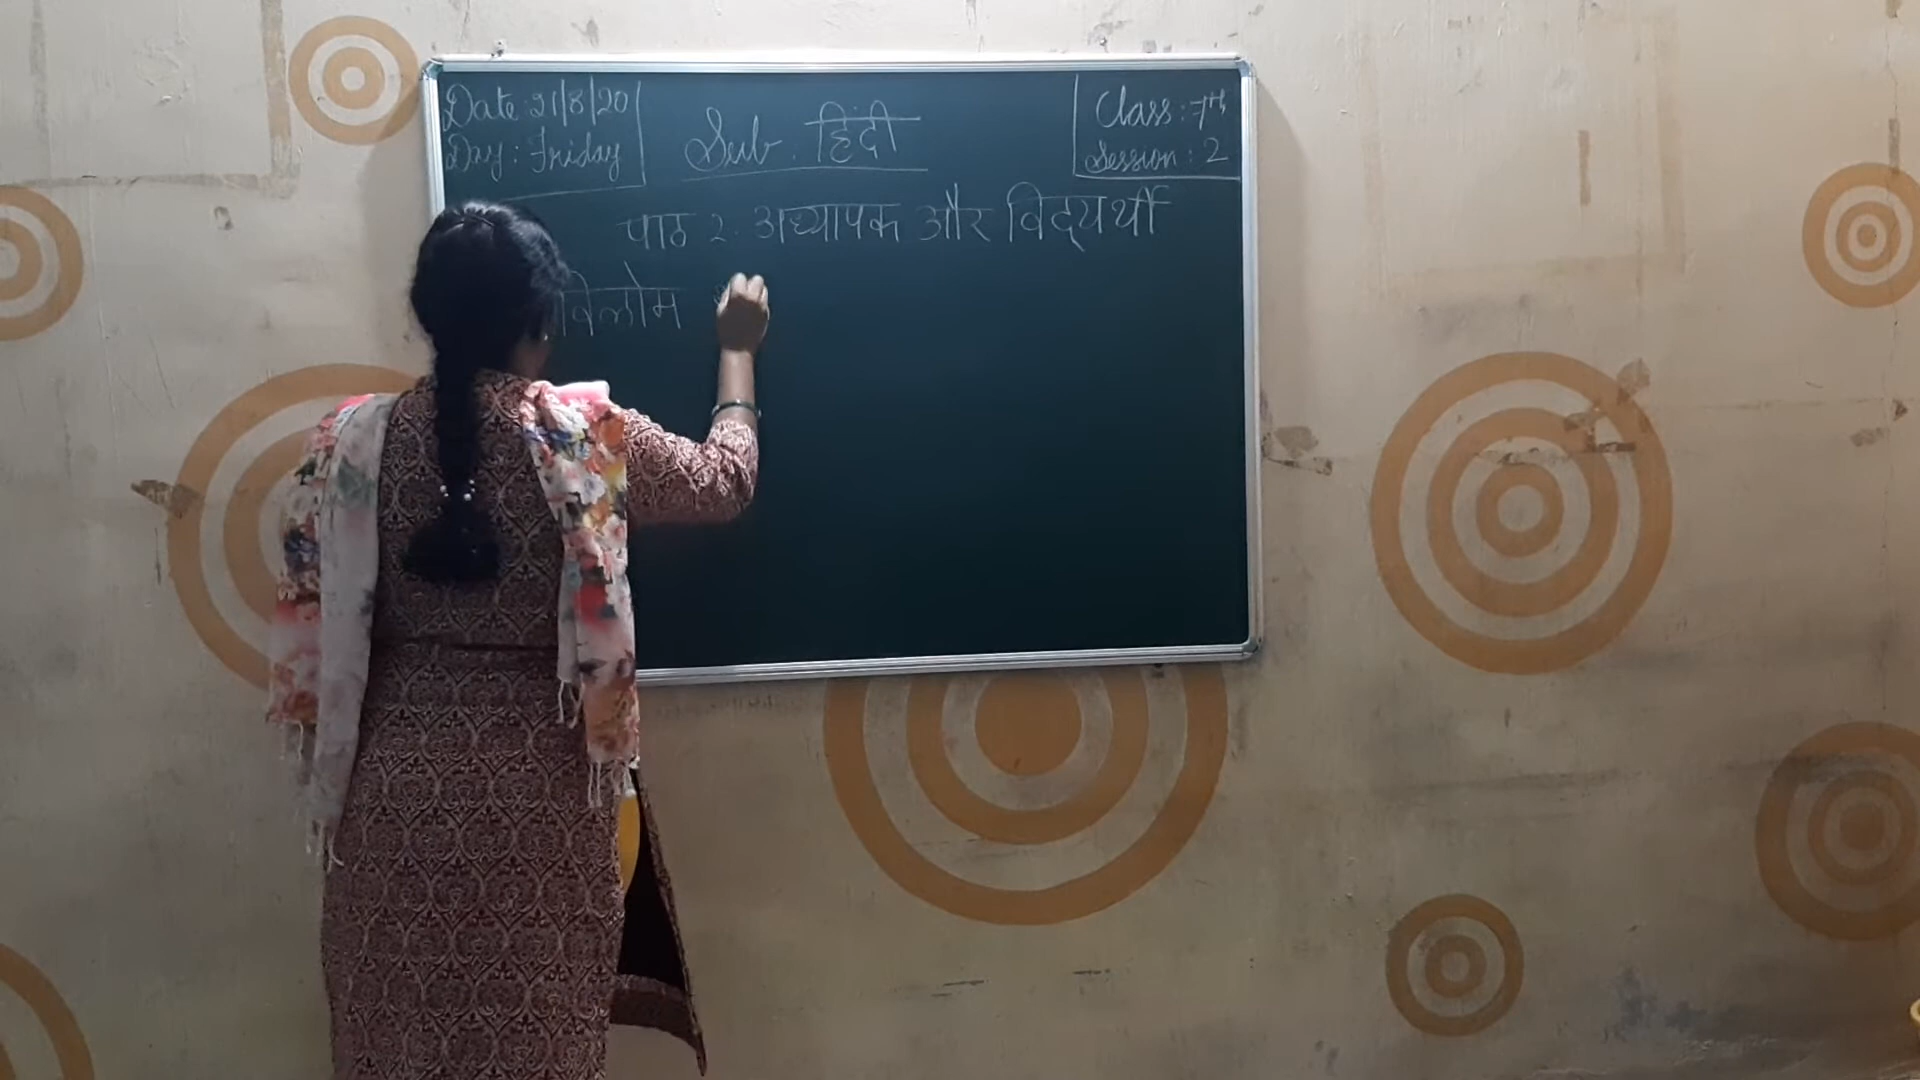 Date: 21/8/20
Day: Friday
Sub. हिंदी
Class: 7th
Session: 2
पाठ 2. अध्यापक और विद्यर्थी
विलोम